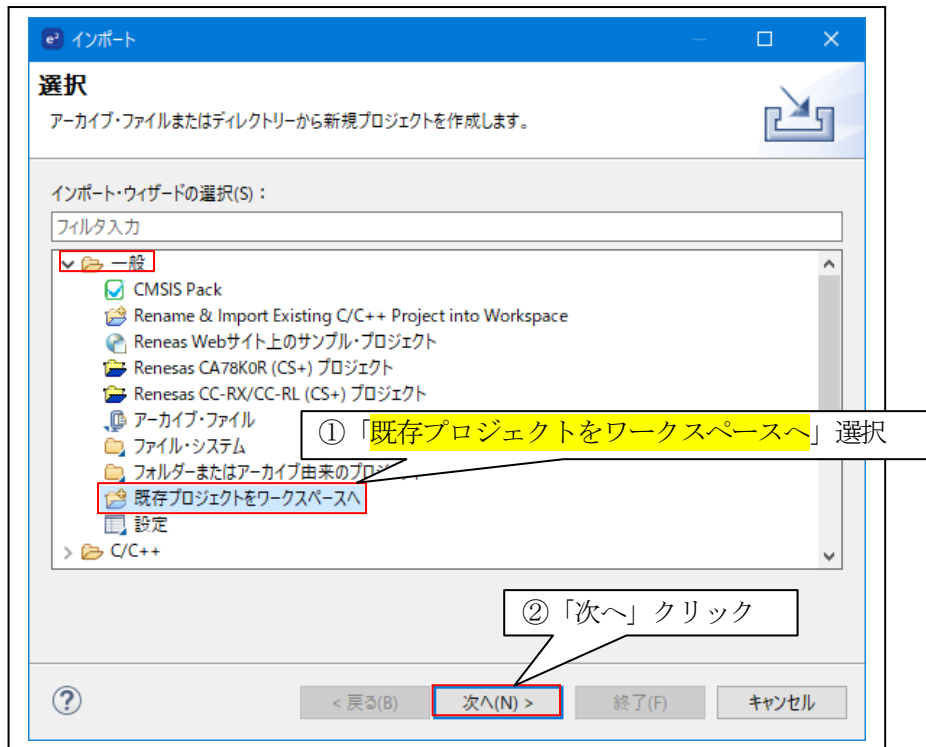 e² インポート
選択
アーカイブ・ファイルまたはディレクトリーから新規プロジェクトを作成します。
インポート・ウィザードの選択(S)：
フィルタ入力
一般
CMSIS Pack
Rename & Import Existing C/C++ Project into Workspace
Reneas Webサイト上のサンプル・プロジェクト
Renesas CA78K0R (CS+) プロジェクト
Renesas CC-RX/CC-RL (CS+) プロジェクト
アーカイブ・ファイル
①「既存プロジェクトをワークスペースへ」選択
ファイル・システム
フォルダーまたはアーカイブ由来のプロジェクト
既存プロジェクトをワークスペースへ
設定
C/C++
②「次へ」クリック
< 戻る(B)
次へ(N) >
終了(F)
キャンセル